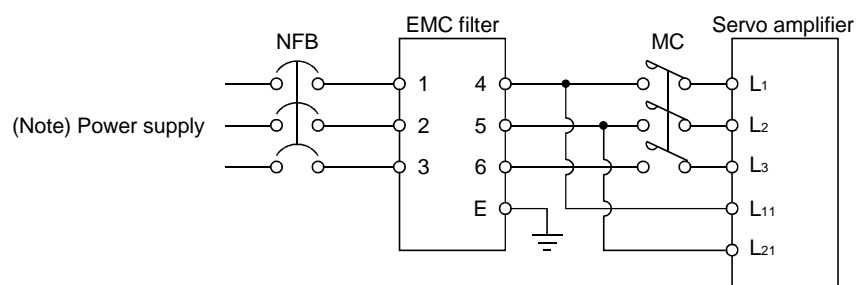 EMC filter
Servo amplifier
NFB
MC
(Note) Power supply
1
4
L1
2
5
L2
3
6
L3
E
L11
L21